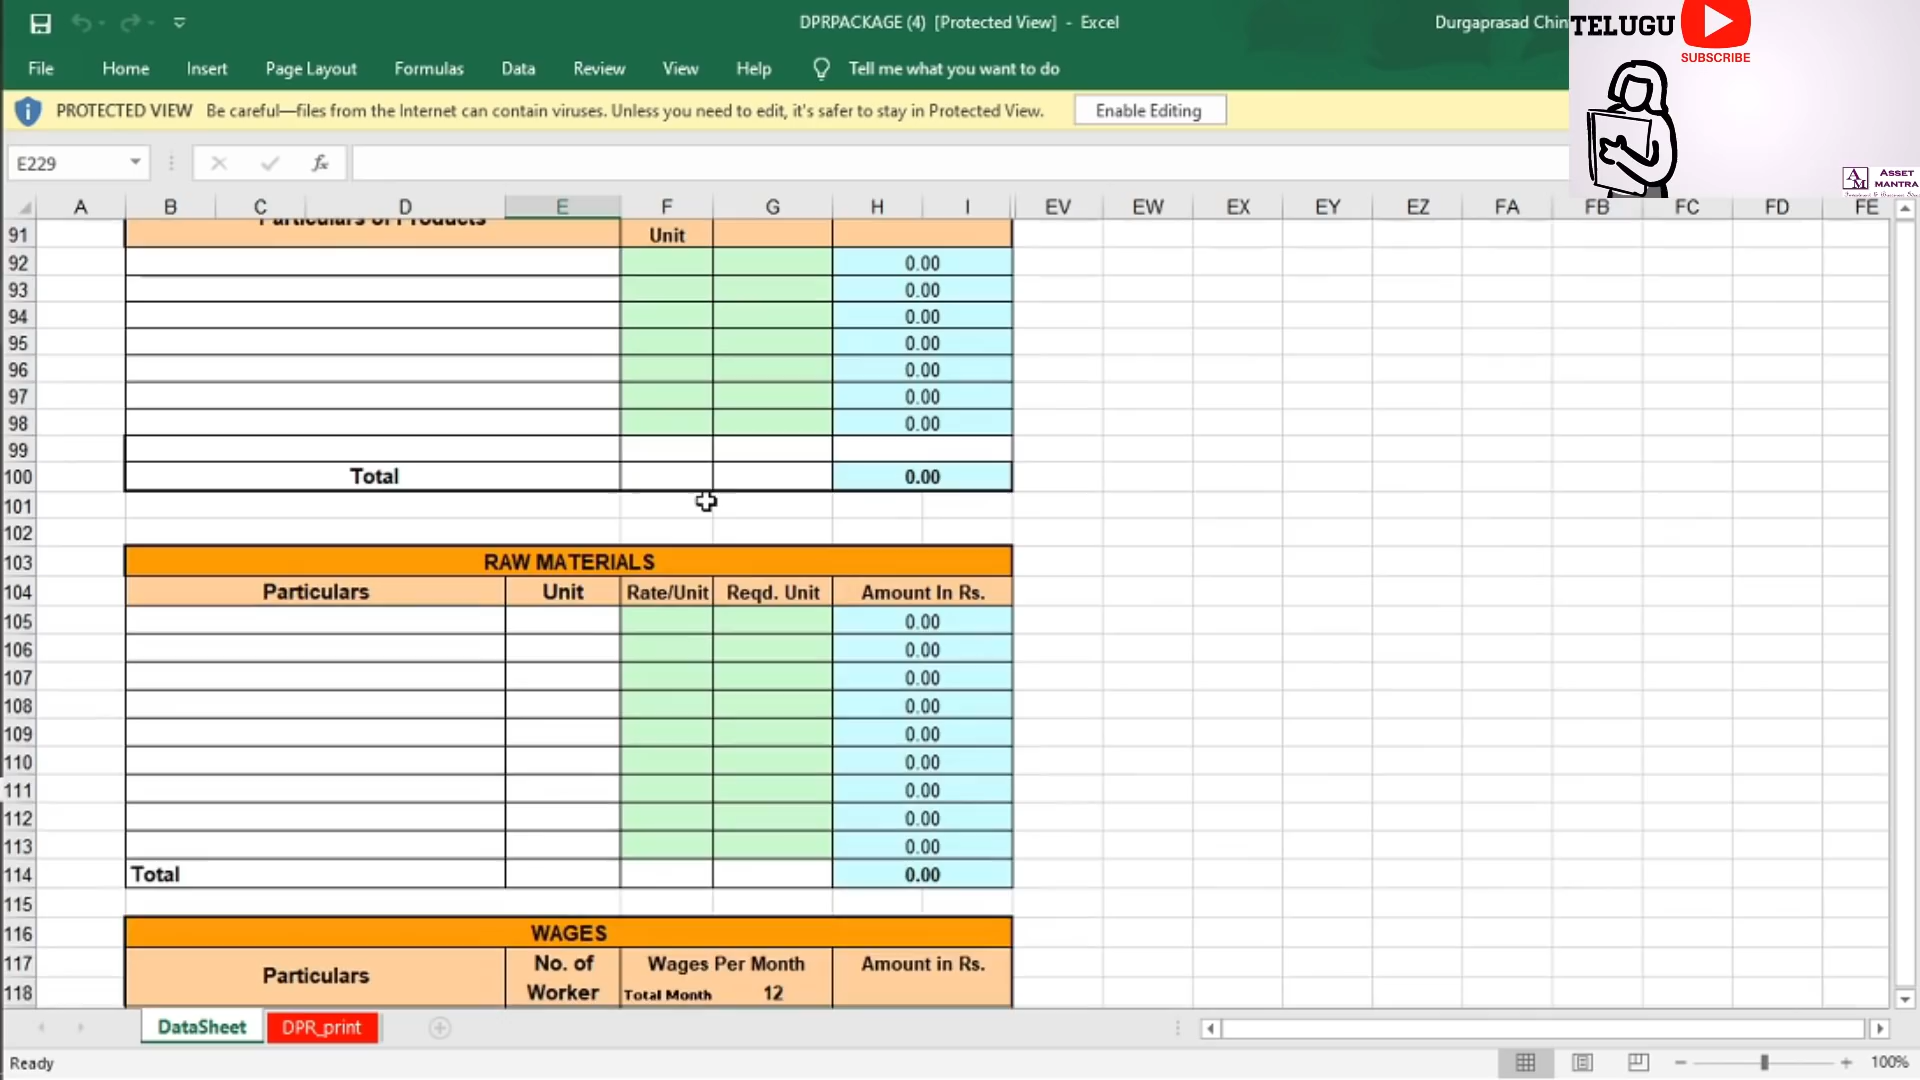 DPRPACKAGE (4) [Protected View] - Excel
Durgaprasad Chin
TELUGU
SUBSCRIBE
File Home Insert Page Layout Formulas Data Review View Help Tell me what you want to do
PROTECTED VIEW Be careful—files from the Internet can contain viruses. Unless you need to edit, it's safer to stay in Protected View. Enable Editing
E229 fx
AM ASSET
MANTRA
A B C D E F G H I EV EW EX EY EZ FA FB FC FD FE
Particulars of Products
91 Unit
92 0.00
93 0.00
94 0.00
95 0.00
96 0.00
97 0.00
98 0.00
99
100 Total 0.00
101
102
103 RAW MATERIALS
104 Particulars Unit Rate/Unit Reqd. Unit Amount In Rs.
105 0.00
106 0.00
107 0.00
108 0.00
109 0.00
110 0.00
111 0.00
112 0.00
113 0.00
114 Total 0.00
115
116 WAGES
117 Particulars No. of Wages Per Month Amount in Rs.
118 Worker Total Month 12
DataSheet DPR_print
Ready 100%